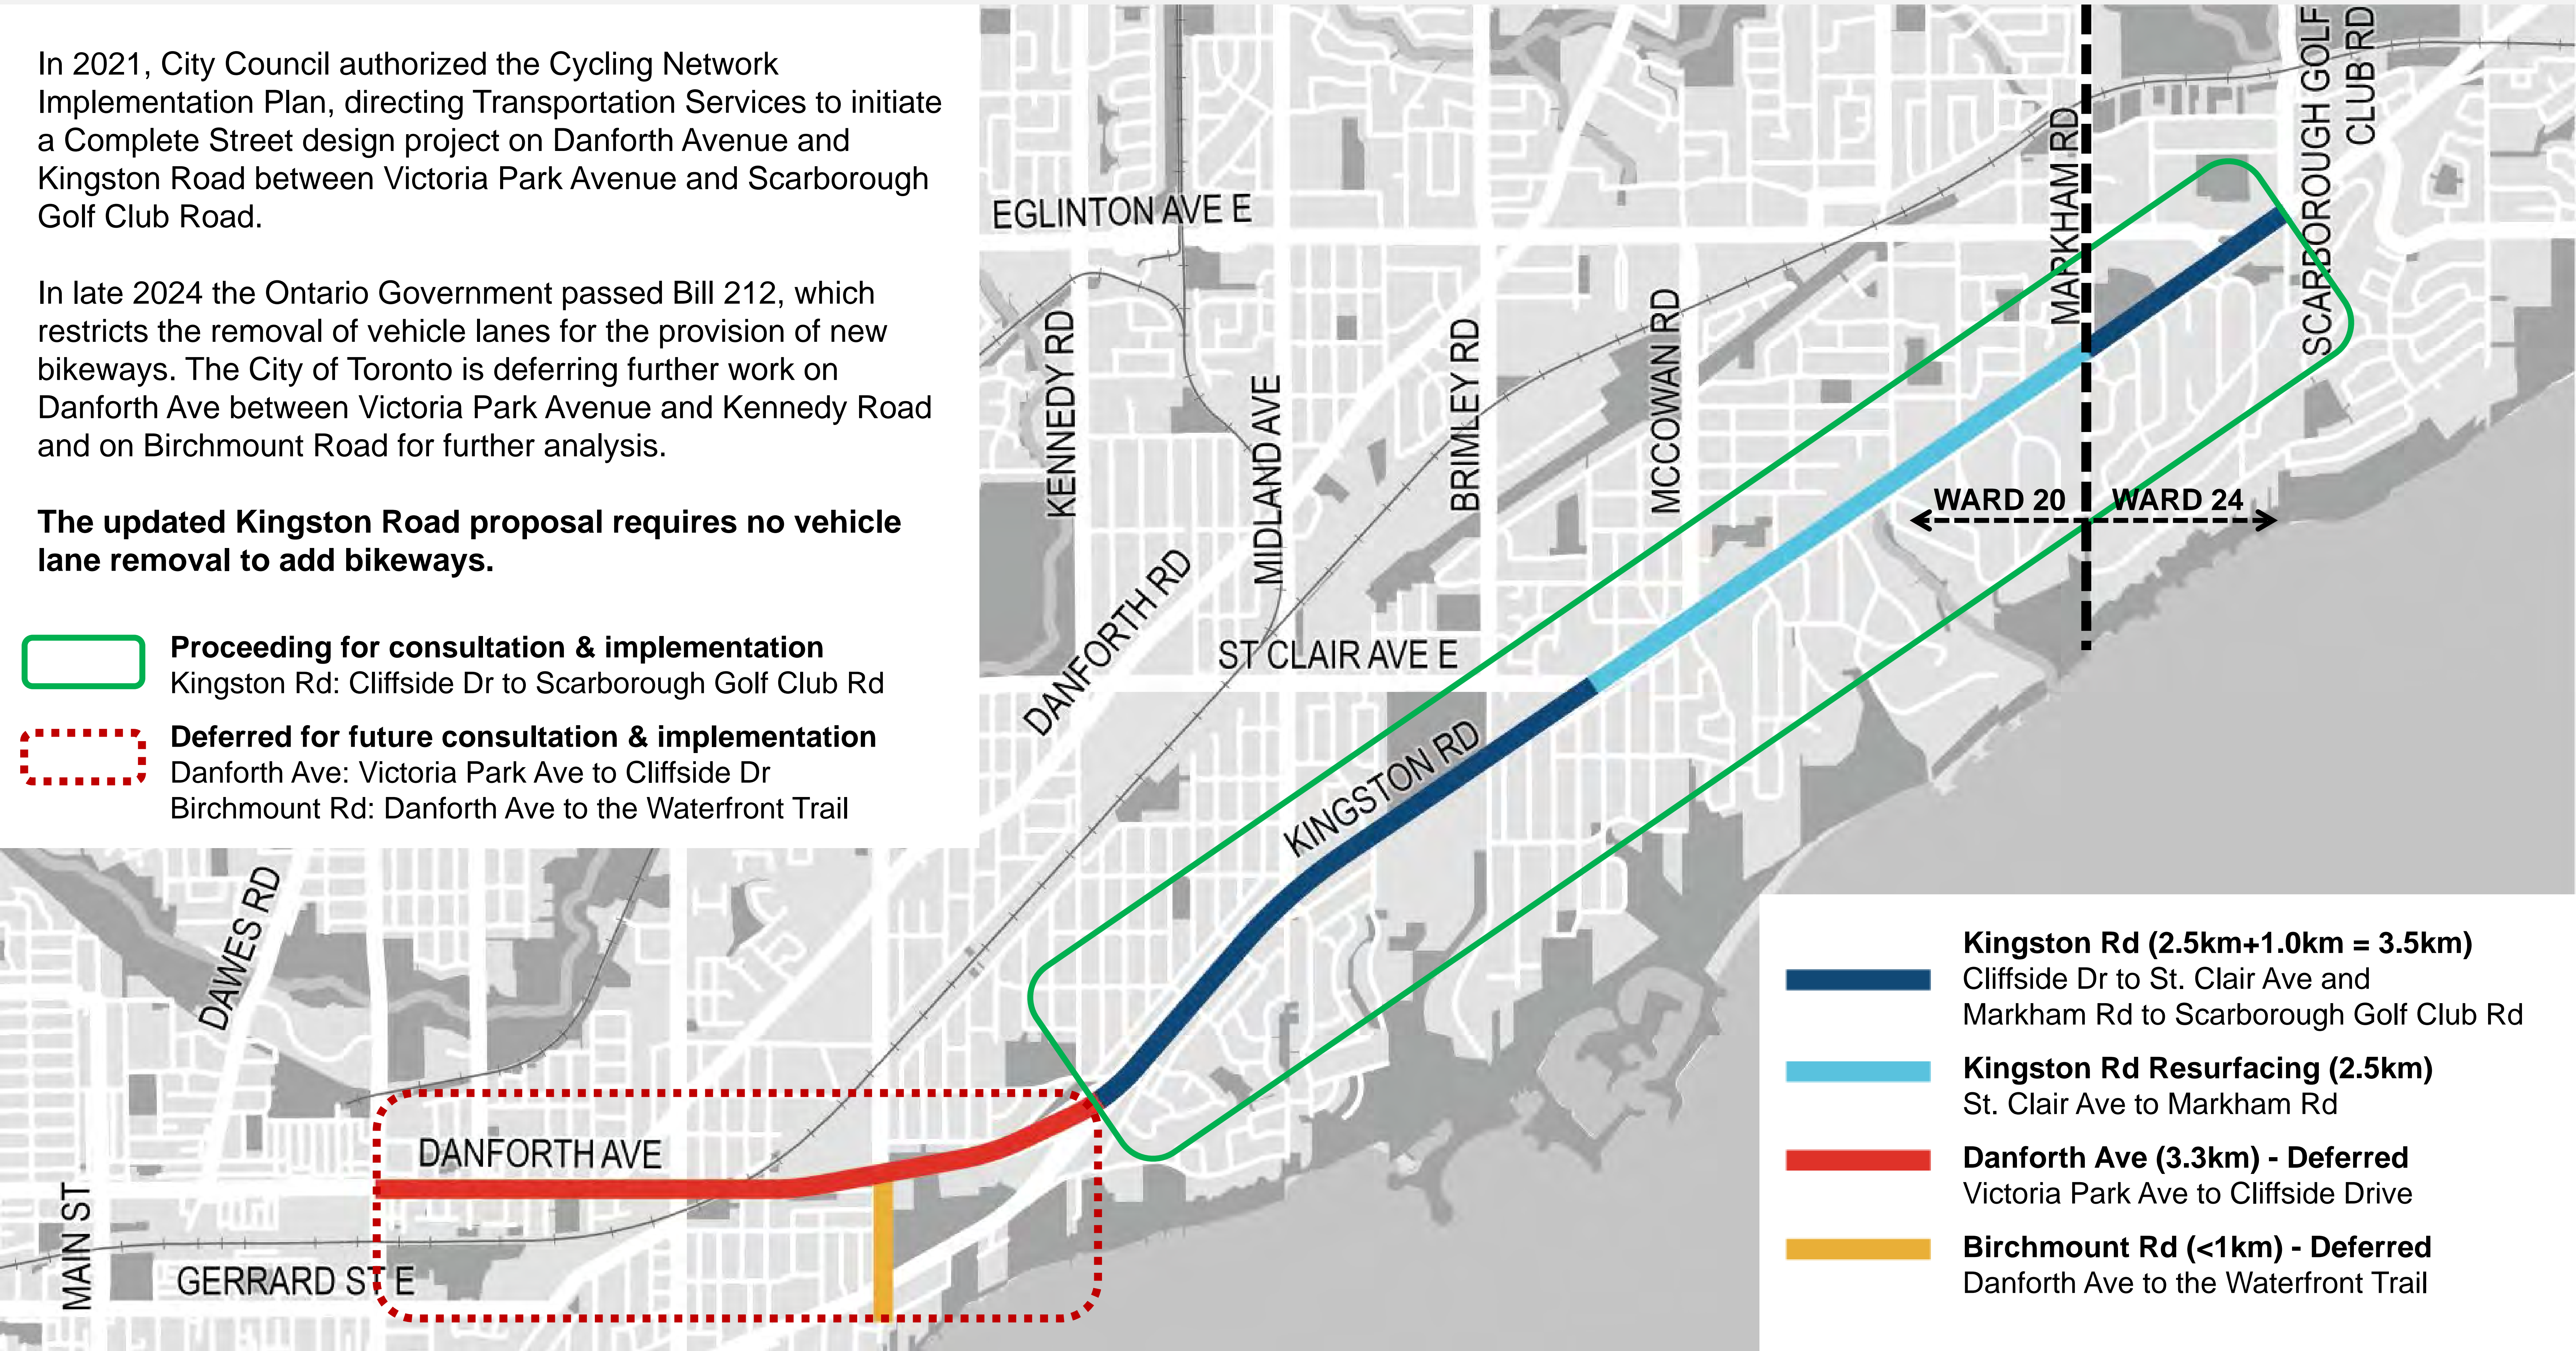 In 2021, City Council authorized the Cycling Network
Implementation Plan, directing Transportation Services to initiate
a Complete Street design project on Danforth Avenue and
Kingston Road between Victoria Park Avenue and Scarborough
Golf Club Road.
In late 2024 the Ontario Government passed Bill 212, which
restricts the removal of vehicle lanes for the provision of new
bikeways. The City of Toronto is deferring further work on
Danforth Ave between Victoria Park Avenue and Kennedy Road
and on Birchmount Road for further analysis.
The updated Kingston Road proposal requires no vehicle
lane removal to add bikeways.
Proceeding for consultation & implementation
Kingston Rd: Cliffside Dr to Scarborough Golf Club Rd
Deferred for future consultation & implementation
Danforth Ave: Victoria Park Ave to Cliffside Dr
Birchmount Rd: Danforth Ave to the Waterfront Trail
EGLINTON AVE E
KENNEDY RD
MIDLAND AVE
BRIMLEY RD
MCCOWAN RD
MARKHAM RD
SCARBOROUGH GOLF
CLUB RD
WARD 20
WARD 24
DANFORTH RD
ST CLAIR AVE E
KINGSTON RD
DAWES RD
DANFORTH AVE
MAIN ST
GERRARD ST E
Kingston Rd (2.5km+1.0km = 3.5km)
Cliffside Dr to St. Clair Ave and
Markham Rd to Scarborough Golf Club Rd
Kingston Rd Resurfacing (2.5km)
St. Clair Ave to Markham Rd
Danforth Ave (3.3km) - Deferred
Victoria Park Ave to Cliffside Drive
Birchmount Rd (<1km) - Deferred
Danforth Ave to the Waterfront Trail